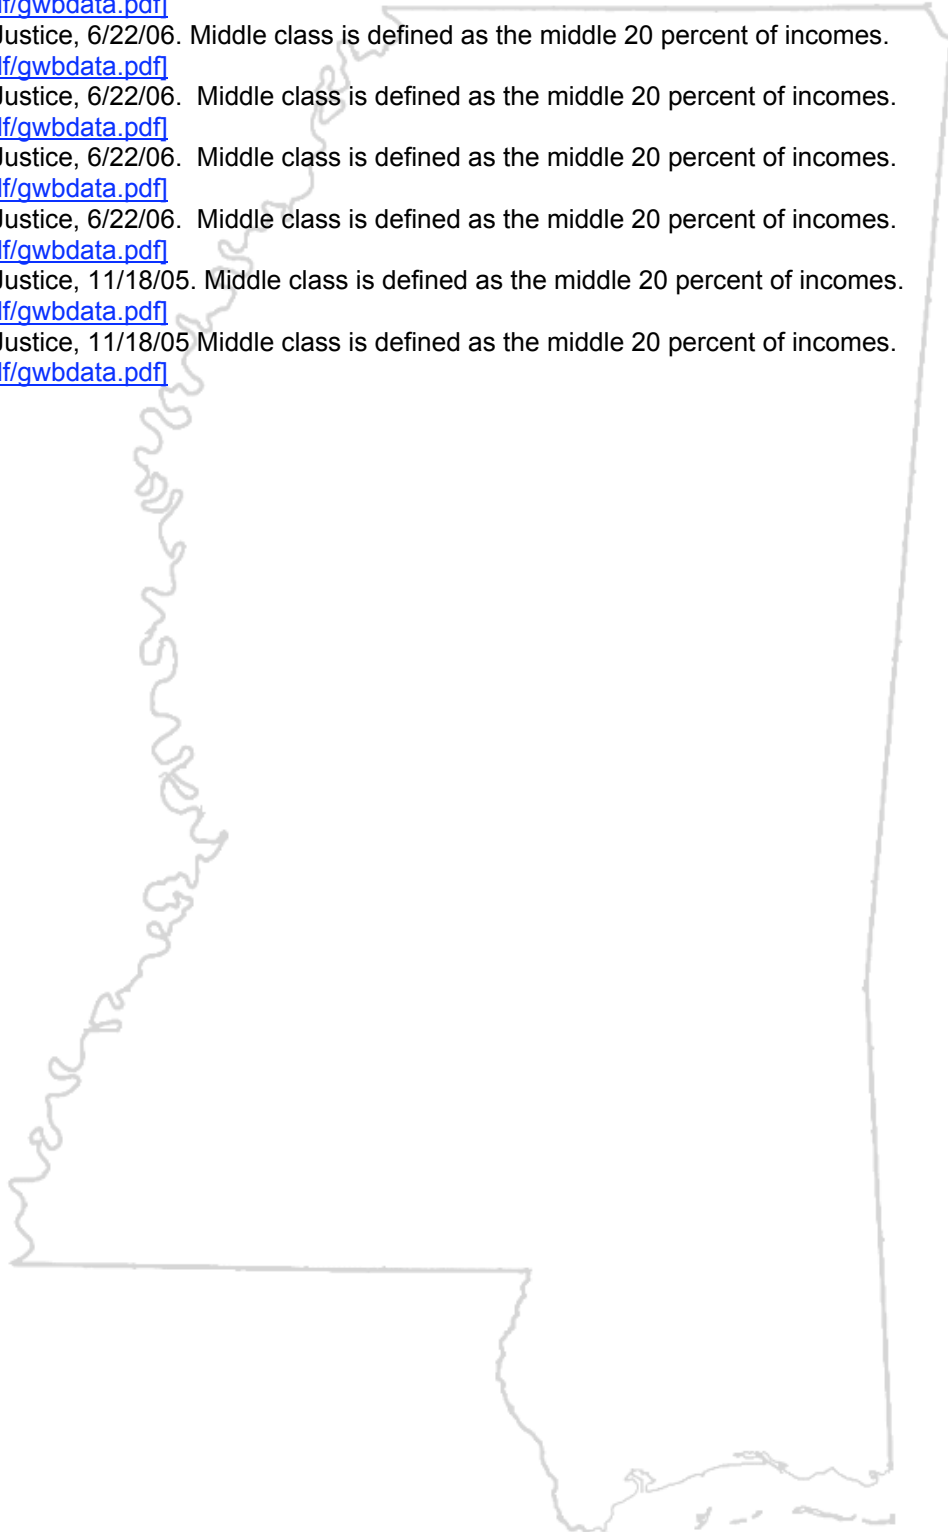 lf/gwbdata.pdf]
Justice, 6/22/06. Middle class is defined as the middle 20 percent of incomes.
lf/gwbdata.pdf]
Justice, 6/22/06.  Middle class is defined as the middle 20 percent of incomes.
lf/gwbdata.pdf]
Justice, 6/22/06.  Middle class is defined as the middle 20 percent of incomes.
lf/gwbdata.pdf]
Justice, 6/22/06.  Middle class is defined as the middle 20 percent of incomes.
lf/gwbdata.pdf]
Justice, 11/18/05. Middle class is defined as the middle 20 percent of incomes.
lf/gwbdata.pdf]
Justice, 11/18/05 Middle class is defined as the middle 20 percent of incomes.
lf/gwbdata.pdf]